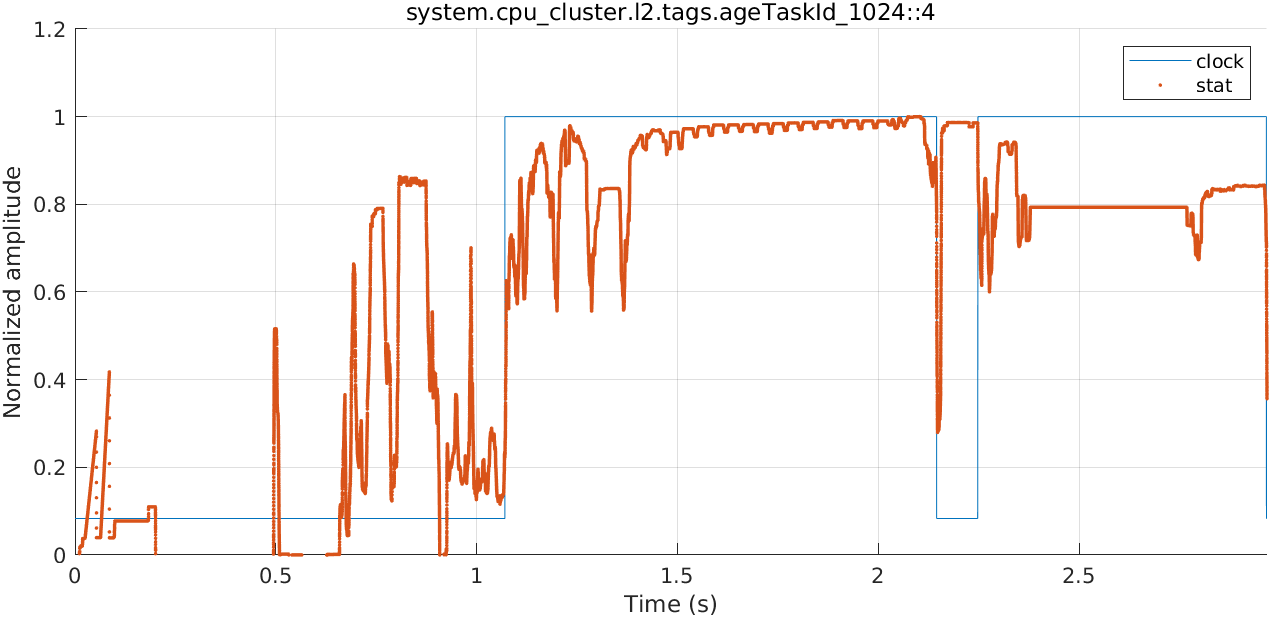 system.cpu_cluster.l2.tags.ageTaskId_1024::4
1.2
1
0.8
0.6
0.4
0.2
0
Normalized amplitude
clock
stat
0 0.5 1 1.5 2 2.5
Time (s)